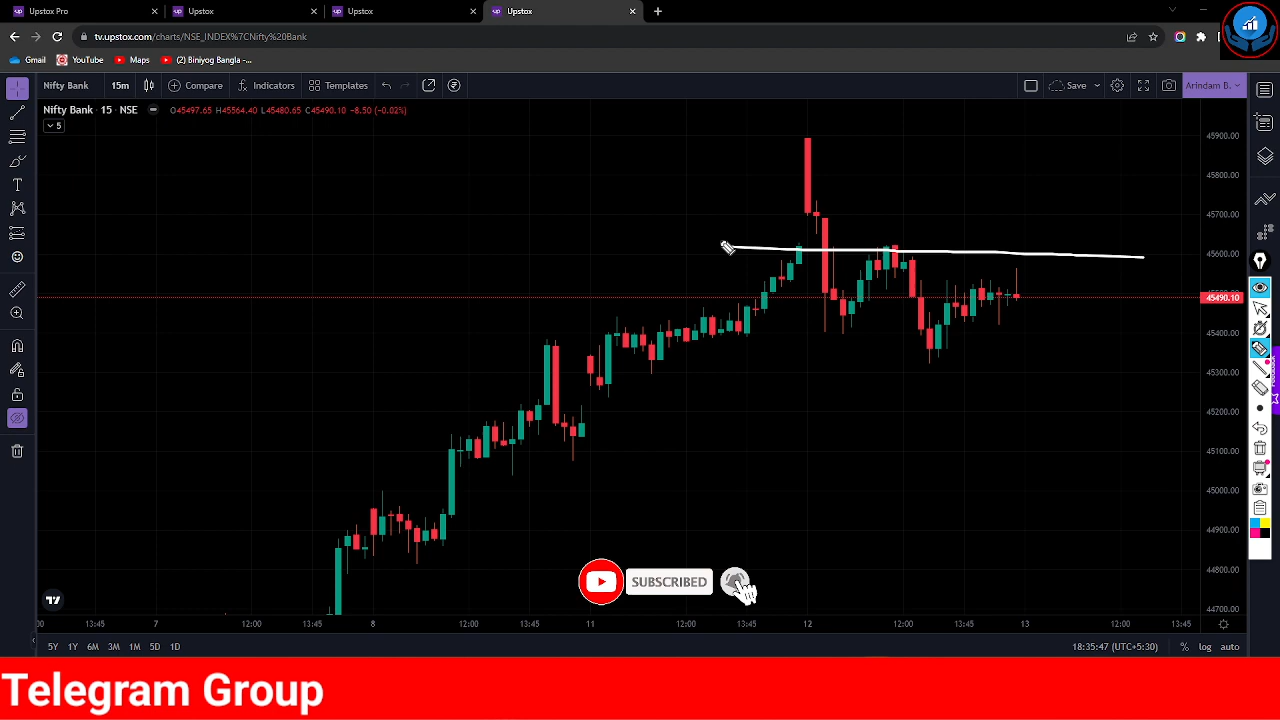 Upstox Pro
Upstox
Upstox
Upstox
tv.upstox.com/charts/NSE_INDEX%7CNifty%20Bank
Gmail
YouTube
Maps
(2) Biniyog Bangla -...
Nifty Bank
15m
Compare
Indicators
Templates
Save
Arindam B..
Nifty Bank · 15 · NSE
O45497.65 H45564.40 L45480.65 C45490.10 -8.50 (-0.02%)
5
45900.00
45800.00
45700.00
45600.00
45490.10
45400.00
45300.00
45200.00
45100.00
45000.00
44900.00
44800.00
44700.00
SUBSCRIBED
13:45
7
12:00
13:45
8
12:00
13:45
11
12:00
13:45
12
12:00
13:45
13
12:00
13:45
5Y 1Y 6M 3M 1M 5D 1D
18:35:47 (UTC+5:30)
%
log
auto
Telegram Group